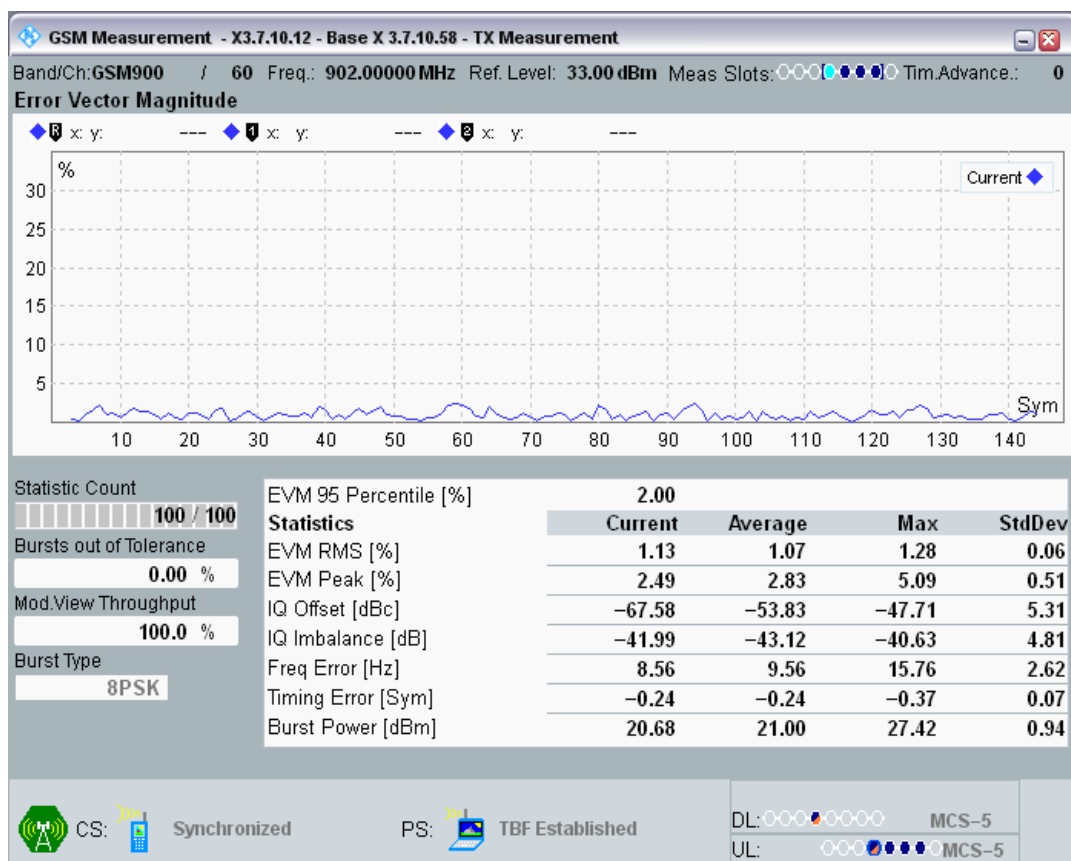 GSM Measurement - X3.7.10.12 - Base X 3.7.10.58 - TX Measurement
Band/Ch:GSM900 / 60 Freq.: 902.00000 MHz Ref. Level: 33.00 dBm Meas Slots: Tim.Advance.: 0
Error Vector Magnitude
R x: y: --- 1 x: y: --- 2 x: y: ---
%
Current
30
25
20
15
10
5
Sym
10 20 30 40 50 60 70 80 90 100 110 120 130 140
Statistic Count
100 / 100
Bursts out of Tolerance
0.00 %
Mod.View Throughput
100.0 %
Burst Type
8PSK
EVM 95 Percentile [%] 2.00
Statistics Current Average Max StdDev
EVM RMS [%] 1.13 1.07 1.28 0.06
EVM Peak [%] 2.49 2.83 5.09 0.51
IQ Offset [dBc] −67.58 −53.83 −47.71 5.31
IQ Imbalance [dB] −41.99 −43.12 −40.63 4.81
Freq Error [Hz] 8.56 9.56 15.76 2.62
Timing Error [Sym] −0.24 −0.24 −0.37 0.07
Burst Power [dBm] 20.68 21.00 27.42 0.94
CS: Synchronized PS: TBF Established
DL: MCS−5
UL: MCS−5